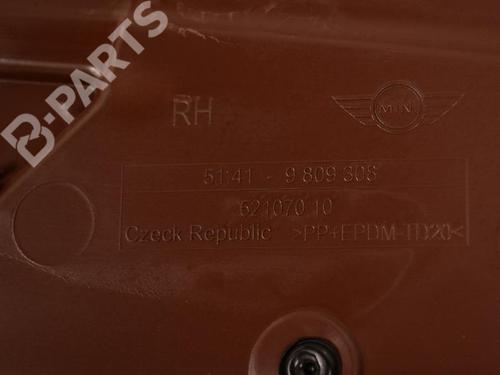 B-PARTS
RH
MINI
51.41 - 9 809 308
521070 10
Czeck Republic >PP+EPDM-TD20<